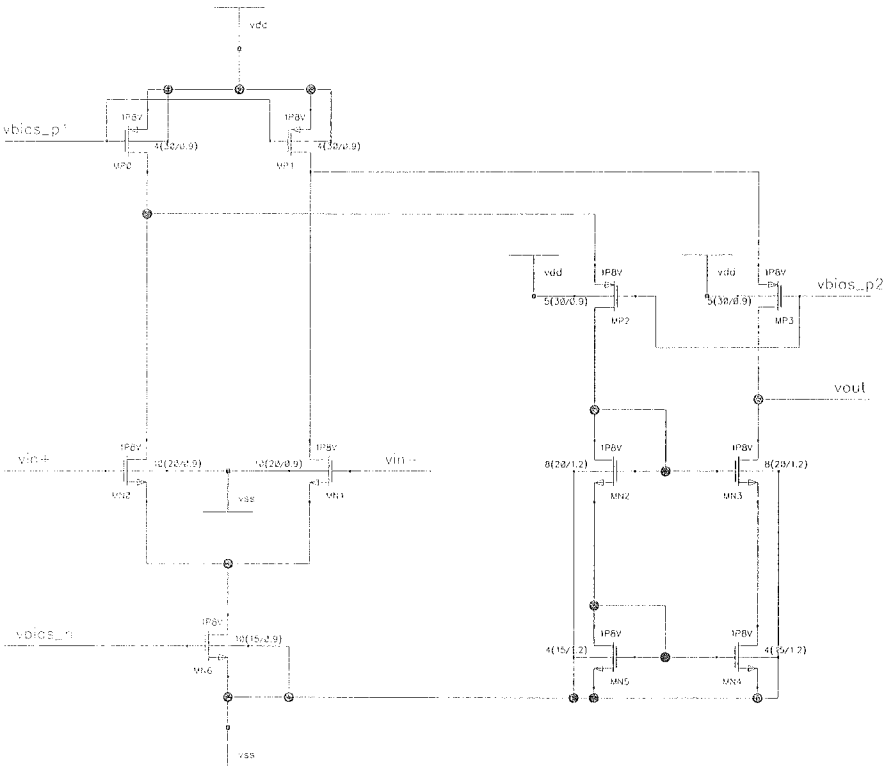 vdd
vbias_p1
1P8V
4(30/0.9)
MP0
1P8V
4(30/0.9)
MP1
vdd
1P8V
5(30/0.9)
MP2
vdd
1P8V
5(30/0.9)
MP3
vbias_p2
vout
vin+
1P8V
10(20/0.9)
MN0
1P8V
10(20/0.9)
MN1
vin-
vss
1P8V
8(20/1.2)
MN2
1P8V
8(20/1.2)
MN3
vbias_n
1P8V
10(15/0.9)
MN6
1P8V
4(15/1.2)
MN5
1P8V
4(15/1.2)
MN4
vss